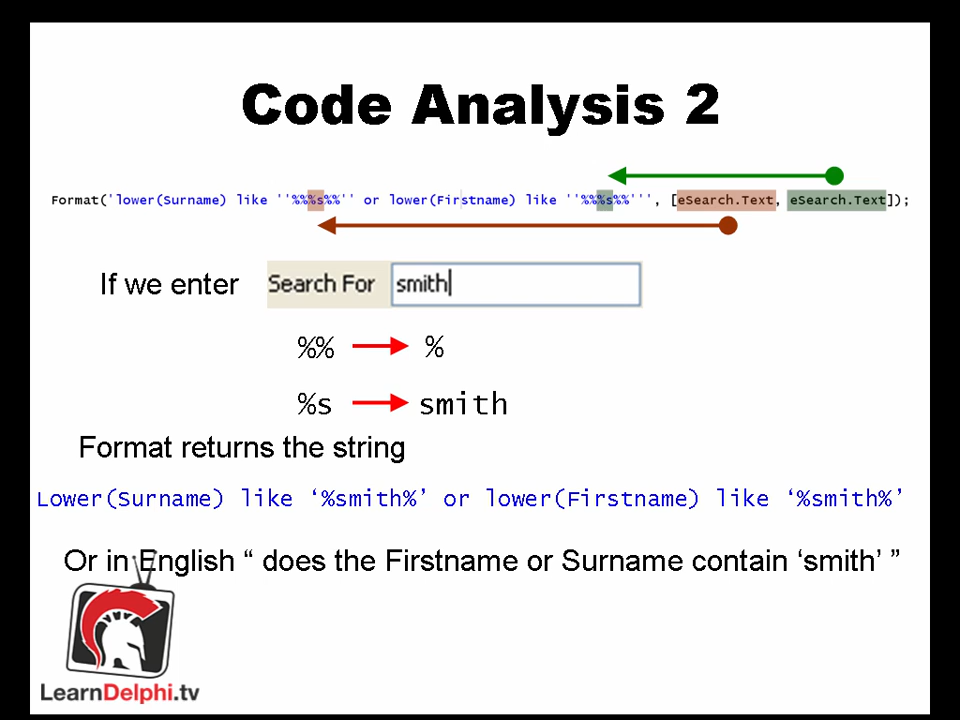 Code Analysis 2
Format('lower(Surname) like ''%%%s%%'' or lower(Firstname) like ''%%%s%%''', [eSearch.Text, eSearch.Text]);
If we enter Search For smith
%% %
%s smith
Format returns the string
Lower(Surname) like ‘%smith%’ or lower(Firstname) like ‘%smith%’
Or in English “ does the Firstname or Surname contain ‘smith’ ”
LearnDelphi.tv